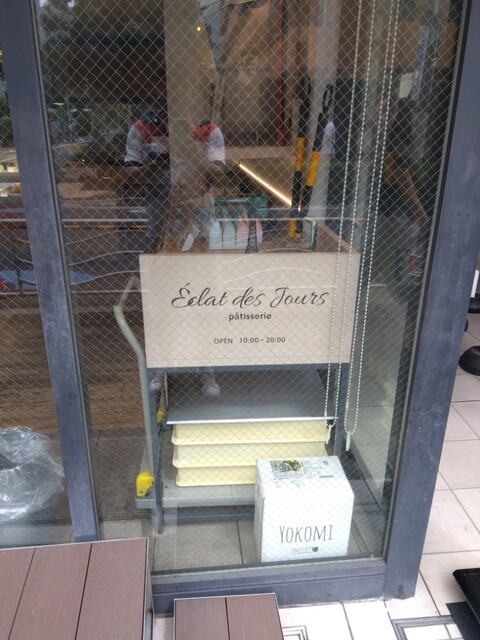 Éclat des Jours
pâtisserie
OPEN 10:00-20:00
YOKOMI